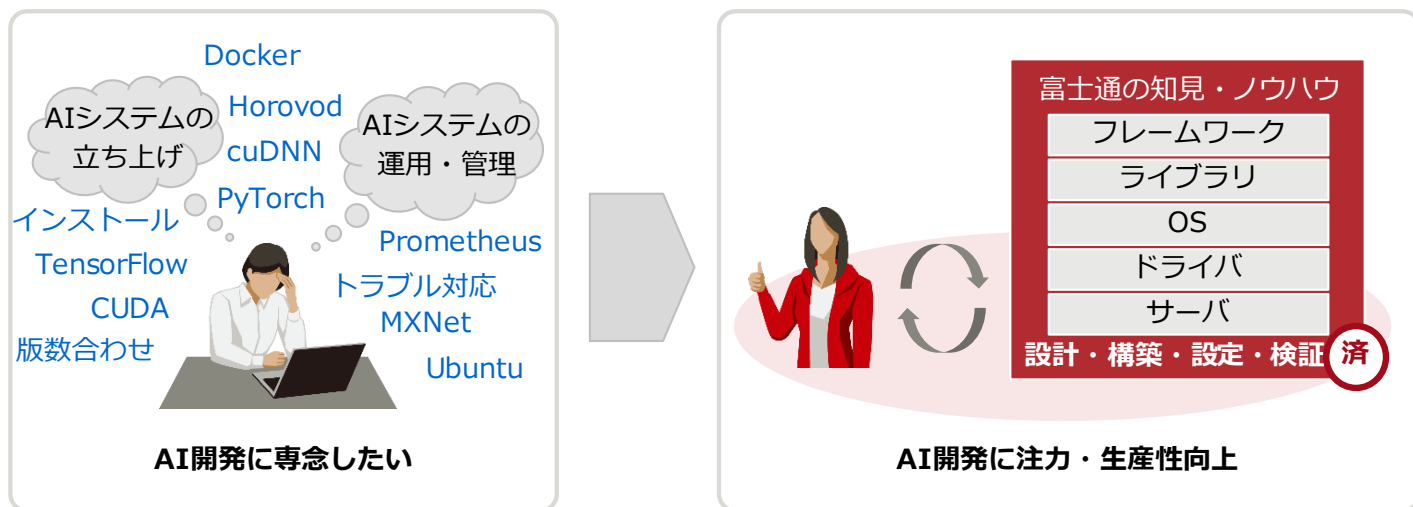 Docker
AIシステムの
立ち上げ
Horovod
cuDNN
PyTorch
AIシステムの
運用・管理
インストール
TensorFlow
CUDA
版数合わせ
Prometheus
トラブル対応
MXNet
Ubuntu
AI開発に専念したい
富士通の知見・ノウハウ
フレームワーク
ライブラリ
OS
ドライバ
サーバ
設計・構築・設定・検証 済
AI開発に注力・生産性向上